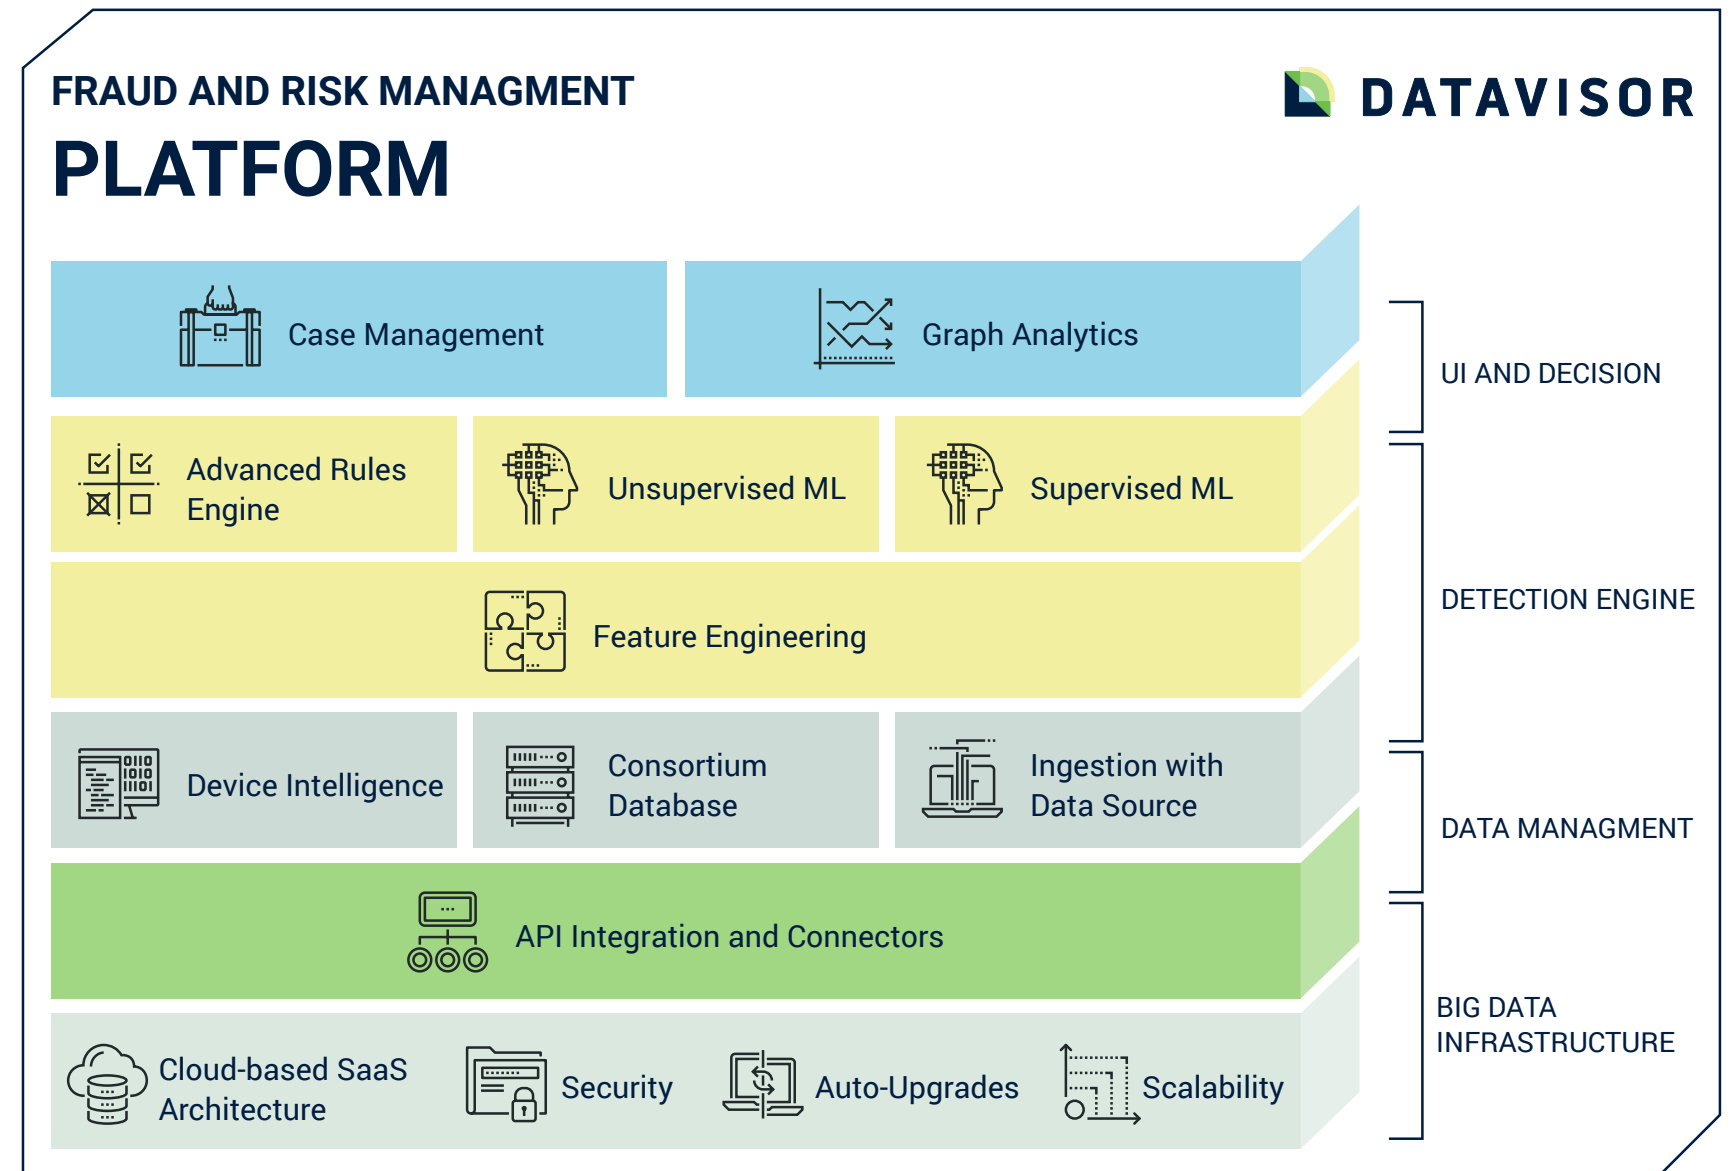 FRAUD AND RISK MANAGMENT
PLATFORM
DATAVISOR
Case Management
Graph Analytics
UI AND DECISION
Advanced Rules
Engine
Unsupervised ML
Supervised ML
Feature Engineering
DETECTION ENGINE
Device Intelligence
Consortium
Database
Ingestion with
Data Source
DATA MANAGMENT
API Integration and Connectors
Cloud-based SaaS
Architecture
Security
Auto-Upgrades
Scalability
BIG DATA
INFRASTRUCTURE